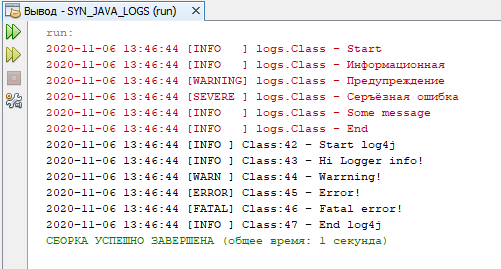 Вывод - SYN_JAVA_LOGS (run)
run:
2020-11-06 13:46:44 [INFO   ] logs.Class - Start
2020-11-06 13:46:44 [INFO   ] logs.Class - Информационная
2020-11-06 13:46:44 [WARNING] logs.Class - Предупреждение
2020-11-06 13:46:44 [SEVERE ] logs.Class - Серъёзная ошибка
2020-11-06 13:46:44 [INFO   ] logs.Class - Some message
2020-11-06 13:46:44 [INFO   ] logs.Class - End
2020-11-06 13:46:44 [INFO ] Class:42 - Start log4j
2020-11-06 13:46:44 [INFO ] Class:43 - Hi Logger info!
2020-11-06 13:46:44 [WARN ] Class:44 - Warrning!
2020-11-06 13:46:44 [ERROR] Class:45 - Error!
2020-11-06 13:46:44 [FATAL] Class:46 - Fatal error!
2020-11-06 13:46:44 [INFO ] Class:47 - End log4j
СБОРКА УСПЕШНО ЗАВЕРШЕНА (общее время: 1 секунда)